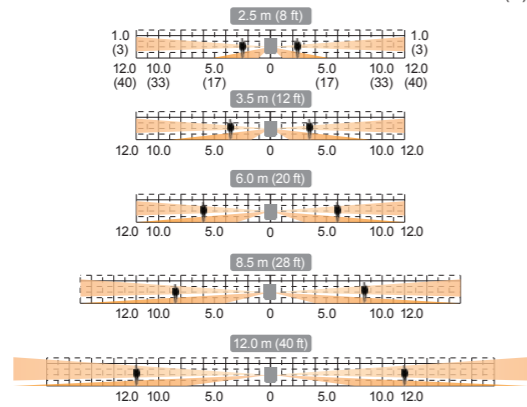 2.5 m (8 ft)
1.0 1.0
(3) (3)
12.0 10.0 5.0 0 5.0 10.0 12.0
(40) (33) (17) (17) (33) (40)
3.5 m (12 ft)
12.0 10.0 5.0 0 5.0 10.0 12.0
6.0 m (20 ft)
12.0 10.0 5.0 0 5.0 10.0 12.0
8.5 m (28 ft)
12.0 10.0 5.0 0 5.0 10.0 12.0
12.0 m (40 ft)
12.0 10.0 5.0 0 5.0 10.0 12.0